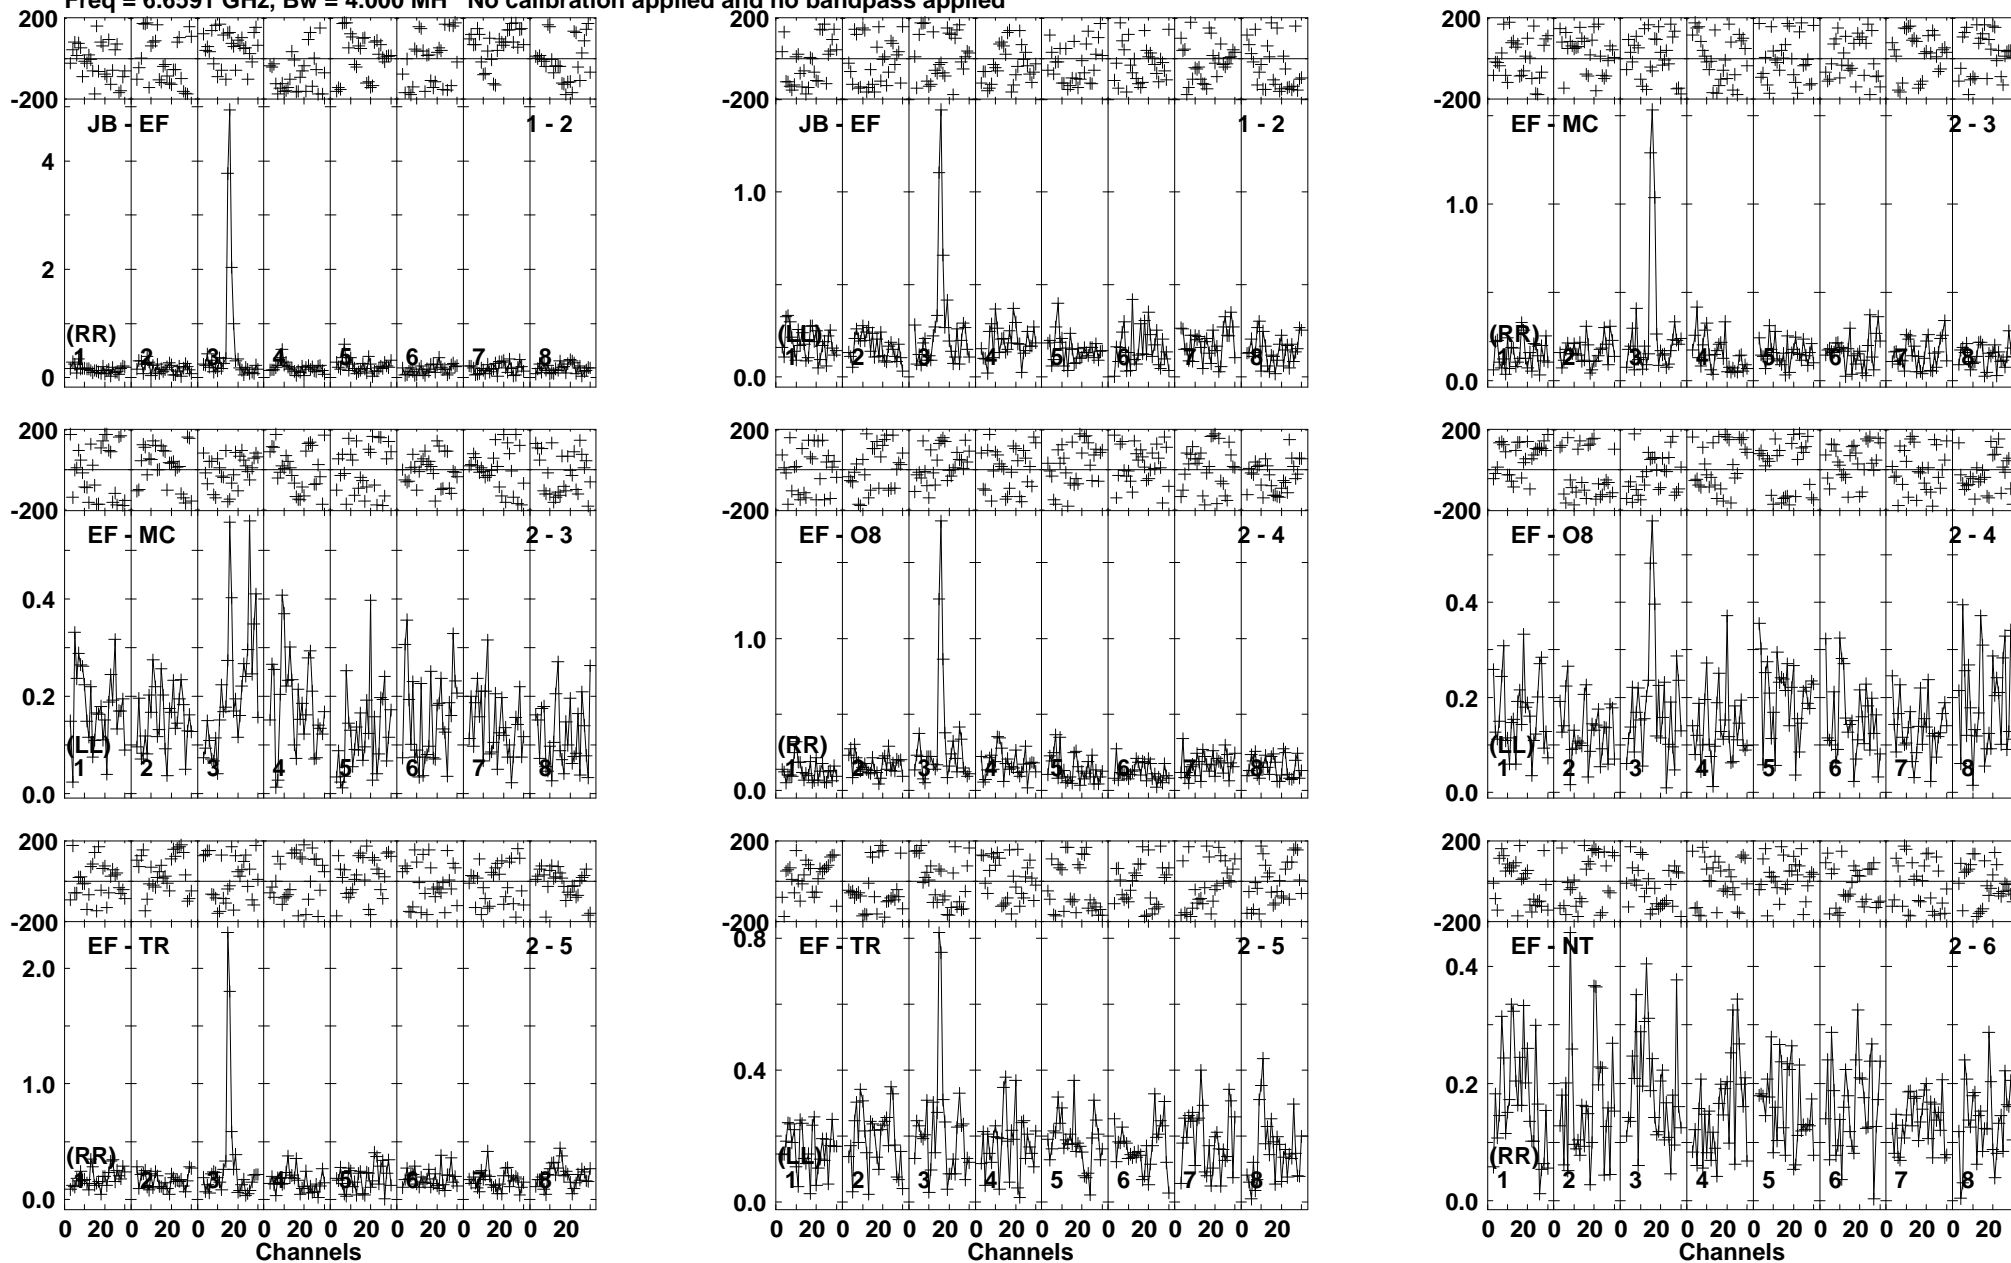 Freq = 6.6591 GHz, Bw = 4.000 MH No calibration applied and no bandpass applied
200 200 200
-200 -200 -200
JB - EF 1 - 2 JB - EF 1 - 2 EF - MC 2 - 3
4 1.0 1.0
2
(RR) (LL) (RR)
1 2 3 4 5 6 7 8 1 2 3 4 5 6 7 8 1 2 3 4 5 6 7 8
0 0.0 0.0
200 200 200
-200 -200 -200
EF - MC 2 - 3 EF - O8 2 - 4 EF - O8 2 - 4
0.4 1.0 0.4
0.2 0.2
(LL) (RR) (LL)
1 2 3 4 5 6 7 8 1 2 3 4 5 6 7 8 1 2 3 4 5 6 7 8
0.0 0.0 0.0
200 200 200
-200 -200 -200
EF - TR 2 - 5 EF - TR 2 - 5 EF - NT 2 - 6
2.0 0.8 0.4
1.0 0.4 0.2
(RR) (LL) (RR)
1 2 3 4 5 6 7 8 1 2 3 4 5 6 7 8 1 2 3 4 5 6 7 8
0.0 0.0 0.0
0 20 0 20 0 20 0 20 0 20 0 20 0 20 0 20 0 20 0 20 0 20 0 20 0 20 0 20 0 20 0 20 0 20 0 20 0 20 0 20 0 20 0 20 0 20 0 20
Channels Channels Channels